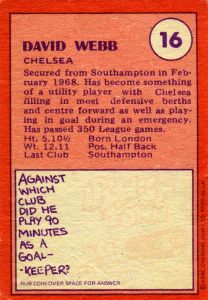 DAVID WEBB
16
CHELSEA
Secured from Southampton in Feb-
ruary 1968. Has become something
of a utility player with Chelsea
filling in most defensive berths
and centre forward as well as play-
ing in goal during an emergency.
Has passed 350 League games.
Ht. 5.10½ Born London
Wt. 12.11 Pos. Half Back
Last Club Southampton
AGAINST
WHICH
CLUB
DID HE
PLAY 90
MINUTES
AS A
GOAL-
-KEEPER?
RUB COIN OVER SPACE FOR ANSWER